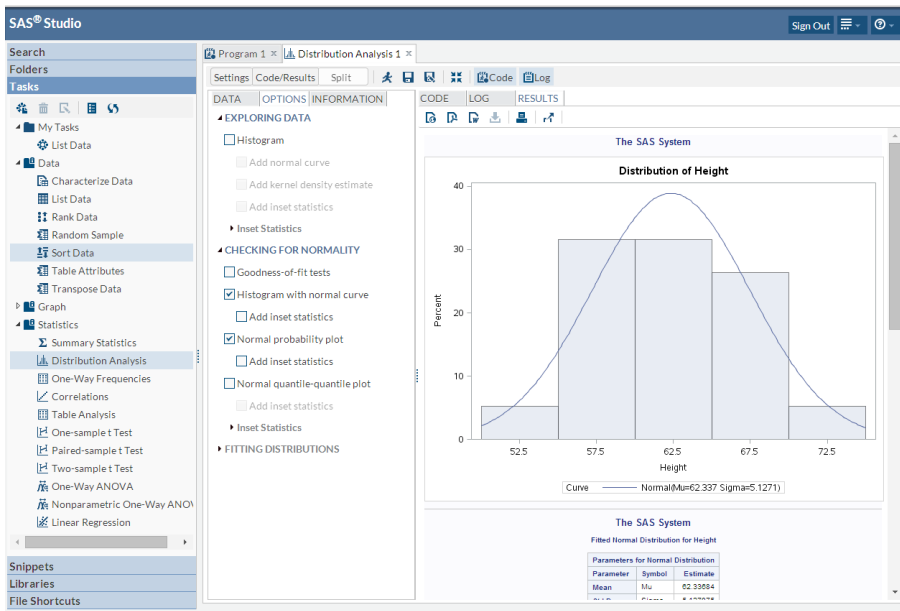 SAS® Studio
Sign Out
Search
Folders
Tasks
My Tasks
List Data
Data
Characterize Data
List Data
Rank Data
Random Sample
Sort Data
Table Attributes
Transpose Data
Graph
Statistics
Σ Summary Statistics
Distribution Analysis
One-Way Frequencies
Correlations
Table Analysis
One-sample t Test
Paired-sample t Test
Two-sample t Test
One-Way ANOVA
Nonparametric One-Way ANOV
Linear Regression
Snippets
Libraries
File Shortcuts
Program 1 × Distribution Analysis 1 ×
Settings Code/Results Split Code Log
DATA OPTIONS INFORMATION
EXPLORING DATA
Histogram
Add normal curve
Add kernel density estimate
Add inset statistics
Inset Statistics
CHECKING FOR NORMALITY
Goodness-of-fit tests
Histogram with normal curve
Add inset statistics
Normal probability plot
Add inset statistics
Normal quantile-quantile plot
Add inset statistics
Inset Statistics
FITTING DISTRIBUTIONS
CODE LOG RESULTS
The SAS System
Distribution of Height
40
30
20
10
0
Percent
52.5 57.5 62.5 67.5 72.5
Height
Curve Normal(Mu=62.337 Sigma=5.1271)
The SAS System
Fitted Normal Distribution for Height
Parameters for Normal Distribution
Parameter Symbol Estimate
Mean Mu 62.33684